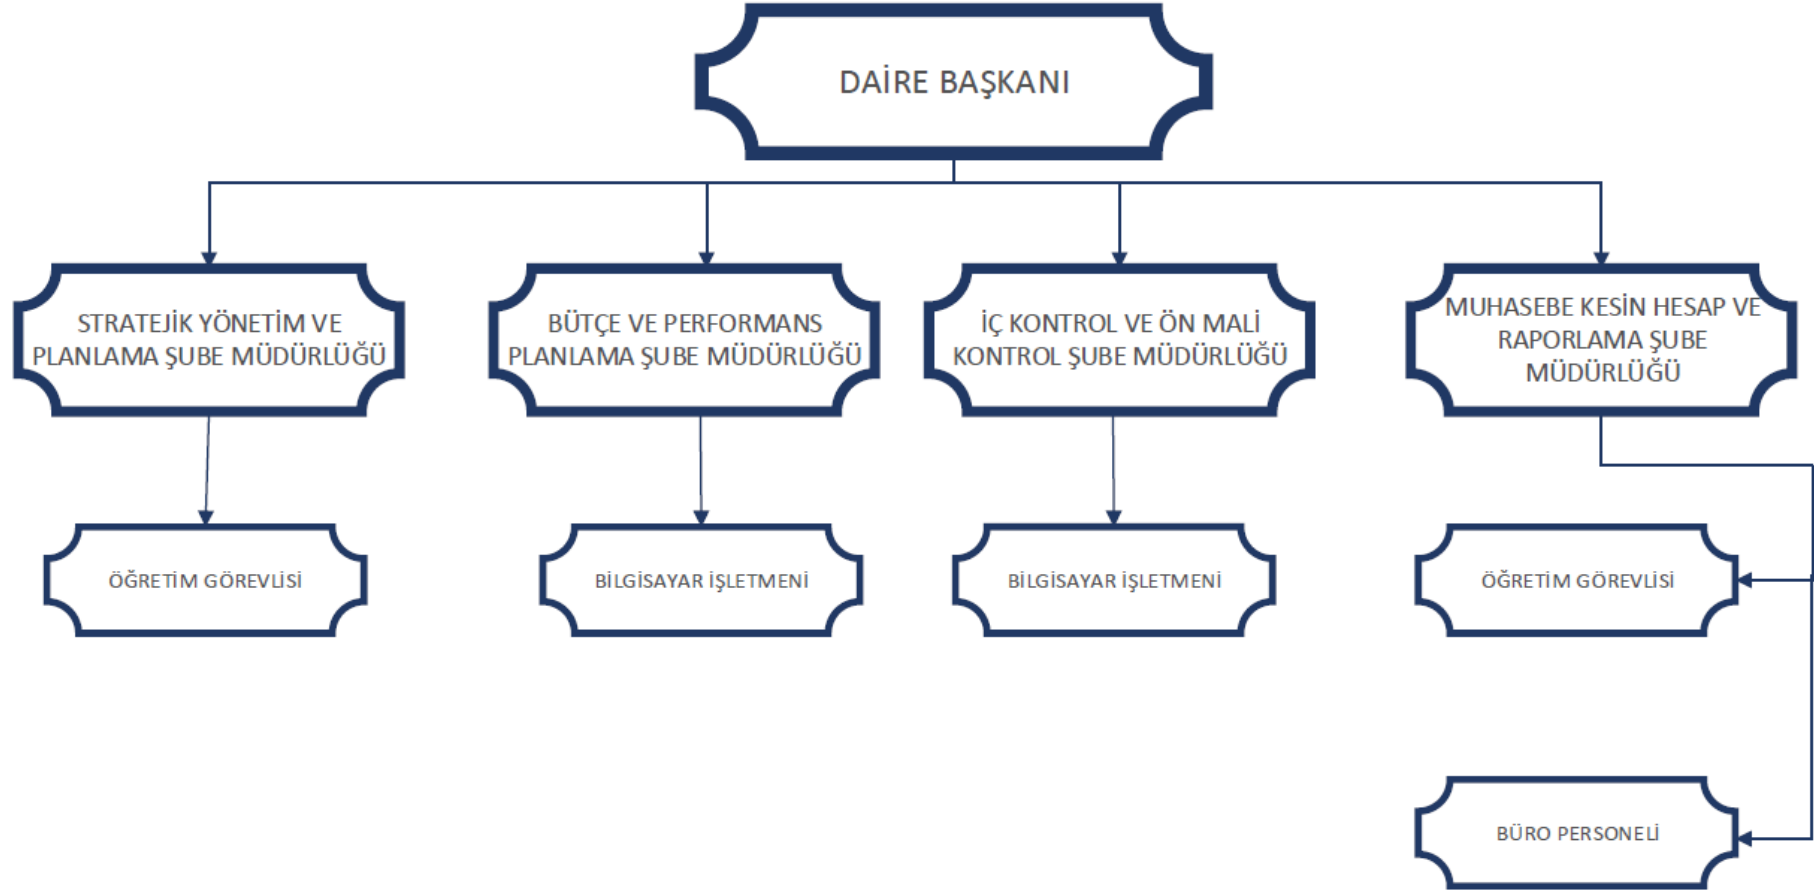 DAİRE BAŞKANI
STRATEJİK YÖNETİM VE
PLANLAMA ŞUBE MÜDÜRLÜĞÜ
BÜTÇE VE PERFORMANS
PLANLAMA ŞUBE MÜDÜRLÜĞÜ
İÇ KONTROL VE ÖN MALİ
KONTROL ŞUBE MÜDÜRLÜĞÜ
MUHASEBE KESİN HESAP VE
RAPORLAMA ŞUBE
MÜDÜRLÜĞÜ
ÖĞRETİM GÖREVLİSİ
BİLGİSAYAR İŞLETMENİ
BİLGİSAYAR İŞLETMENİ
ÖĞRETİM GÖREVLİSİ
BÜRO PERSONELİ